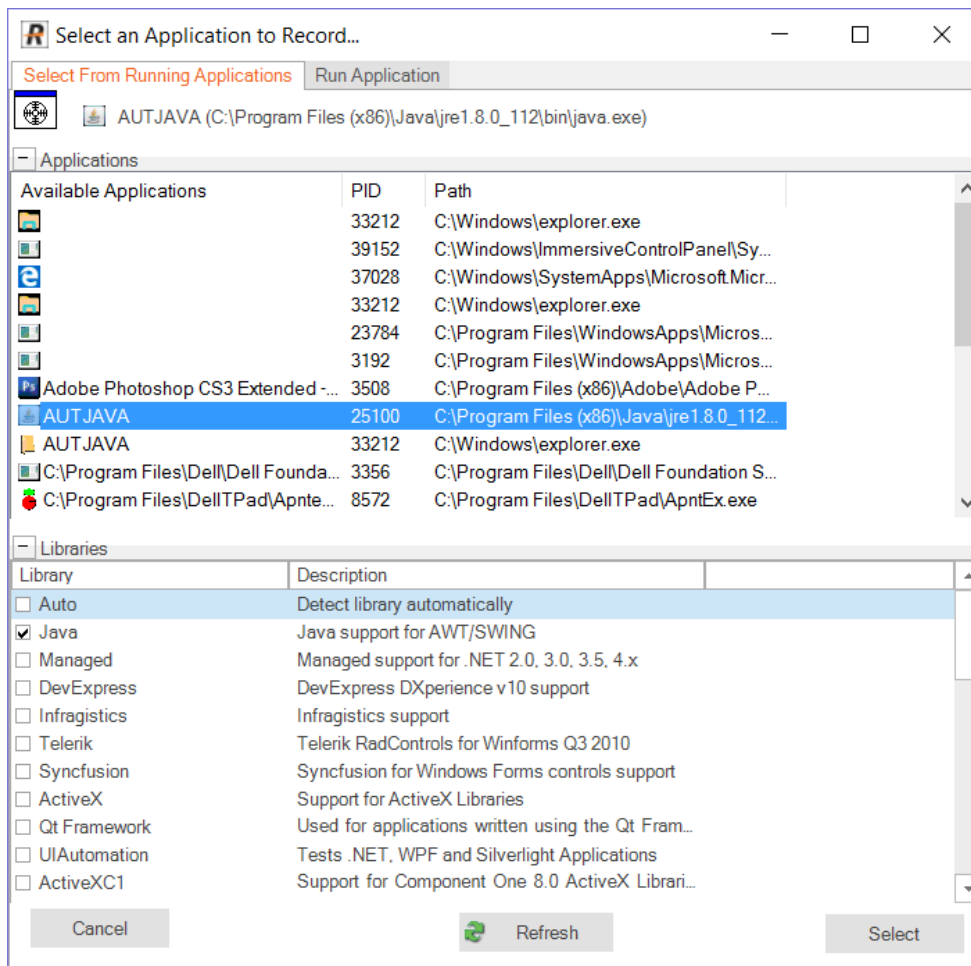 Select an Application to Record...
Select From Running Applications Run Application
AUTJAVA (C:\Program Files (x86)\Java\jre1.8.0_112\bin\java.exe)
Applications
Available Applications PID Path
33212 C:\Windows\explorer.exe
39152 C:\Windows\ImmersiveControlPanel\Sy...
37028 C:\Windows\SystemApps\Microsoft.Micr...
33212 C:\Windows\explorer.exe
23784 C:\Program Files\WindowsApps\Micros...
3192 C:\Program Files\WindowsApps\Micros...
Ps Adobe Photoshop CS3 Extended -... 3508 C:\Program Files (x86)\Adobe\Adobe P...
AUTJAVA 25100 C:\Program Files (x86)\Java\jre1.8.0_112...
AUTJAVA 33212 C:\Windows\explorer.exe
C:\Program Files\Dell\Dell Founda... 3356 C:\Program Files\Dell\Dell Foundation S...
C:\Program Files\DellTPad\Apnte... 8572 C:\Program Files\DellTPad\ApntEx.exe
Libraries
Library Description
Auto Detect library automatically
Java Java support for AWT/SWING
Managed Managed support for .NET 2.0, 3.0, 3.5, 4.x
DevExpress DevExpress DXperience v10 support
Infragistics Infragistics support
Telerik Telerik RadControls for Winforms Q3 2010
Syncfusion Syncfusion for Windows Forms controls support
ActiveX Support for ActiveX Libraries
Qt Framework Used for applications written using the Qt Fram...
UIAutomation Tests .NET, WPF and Silverlight Applications
ActiveXC1 Support for Component One 8.0 ActiveX Librari...
Cancel Refresh Select